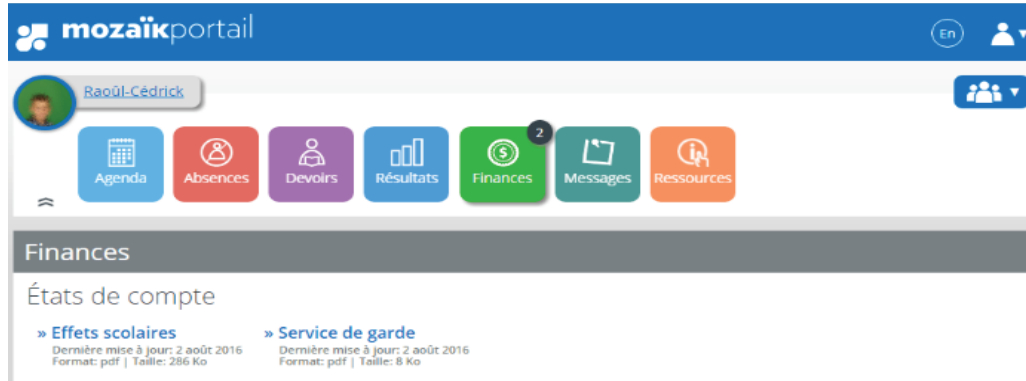 mozaïkportail
En
Raoûl-Cédrick
2
Agenda
Absences
Devoirs
Résultats
Finances
Messages
Ressources
Finances
États de compte
» Effets scolaires
Dernière mise à jour: 2 août 2016
Format: pdf | Taille: 286 Ko
» Service de garde
Dernière mise à jour: 2 août 2016
Format: pdf | Taille: 8 Ko